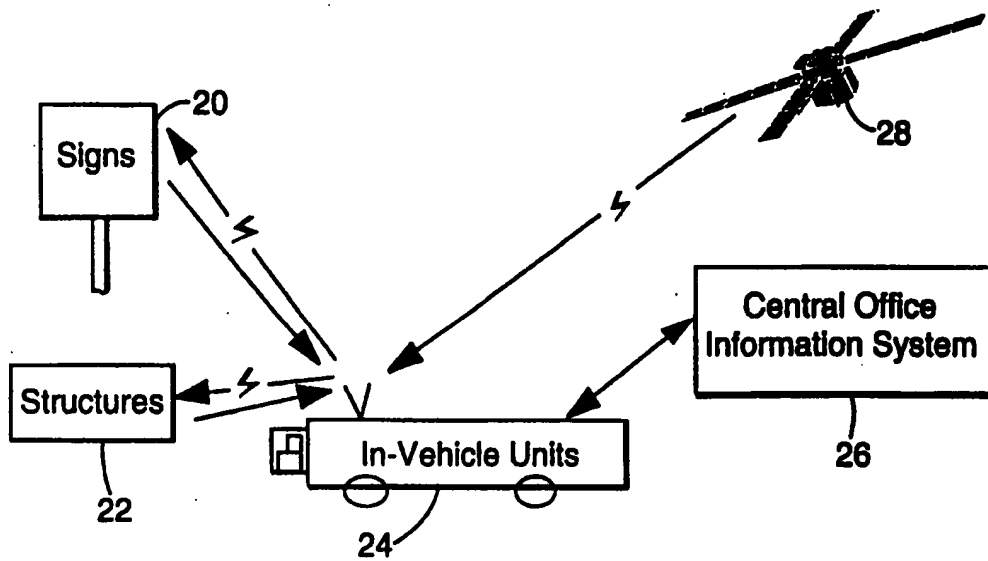 20
Signs
28
Central Office
Information System
Structures
In-Vehicle Units
26
22
24